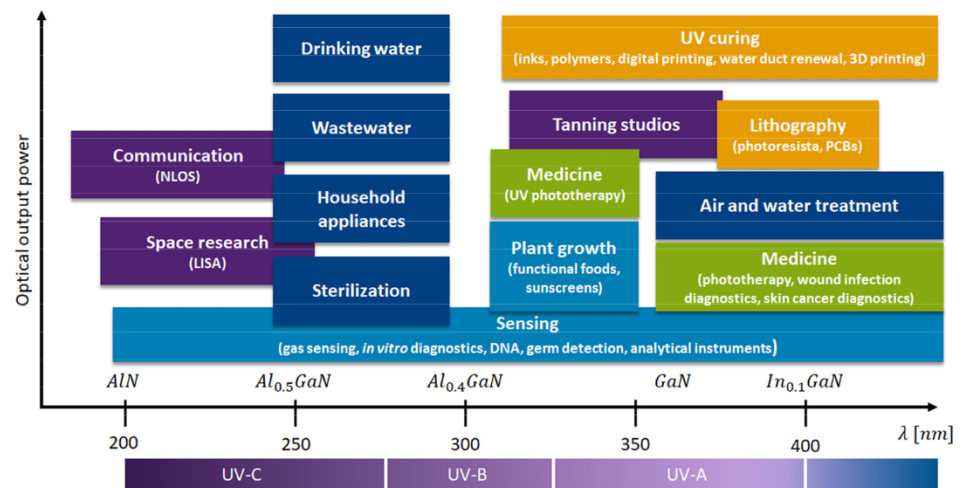 Drinking water
UV curing
(inks, polymers, digital printing, water duct renewal, 3D printing)
Wastewater
Tanning studios
Lithography
(photoresista, PCBs)
Communication
(NLOS)
Medicine
(UV phototherapy)
Household
appliances
Air and water treatment
Space research
(LISA)
Plant growth
(functional foods,
sunscreens)
Medicine
(phototherapy, wound infection
diagnostics, skin cancer diagnostics)
Sterilization
Sensing
(gas sensing, in vitro diagnostics, DNA, germ detection, analytical instruments)
Optical output power
AlN
Al₀.₅GaN
Al₀.₄GaN
GaN
In₀.₁GaN
200
250
300
350
400
λ [nm]
UV-C
UV-B
UV-A